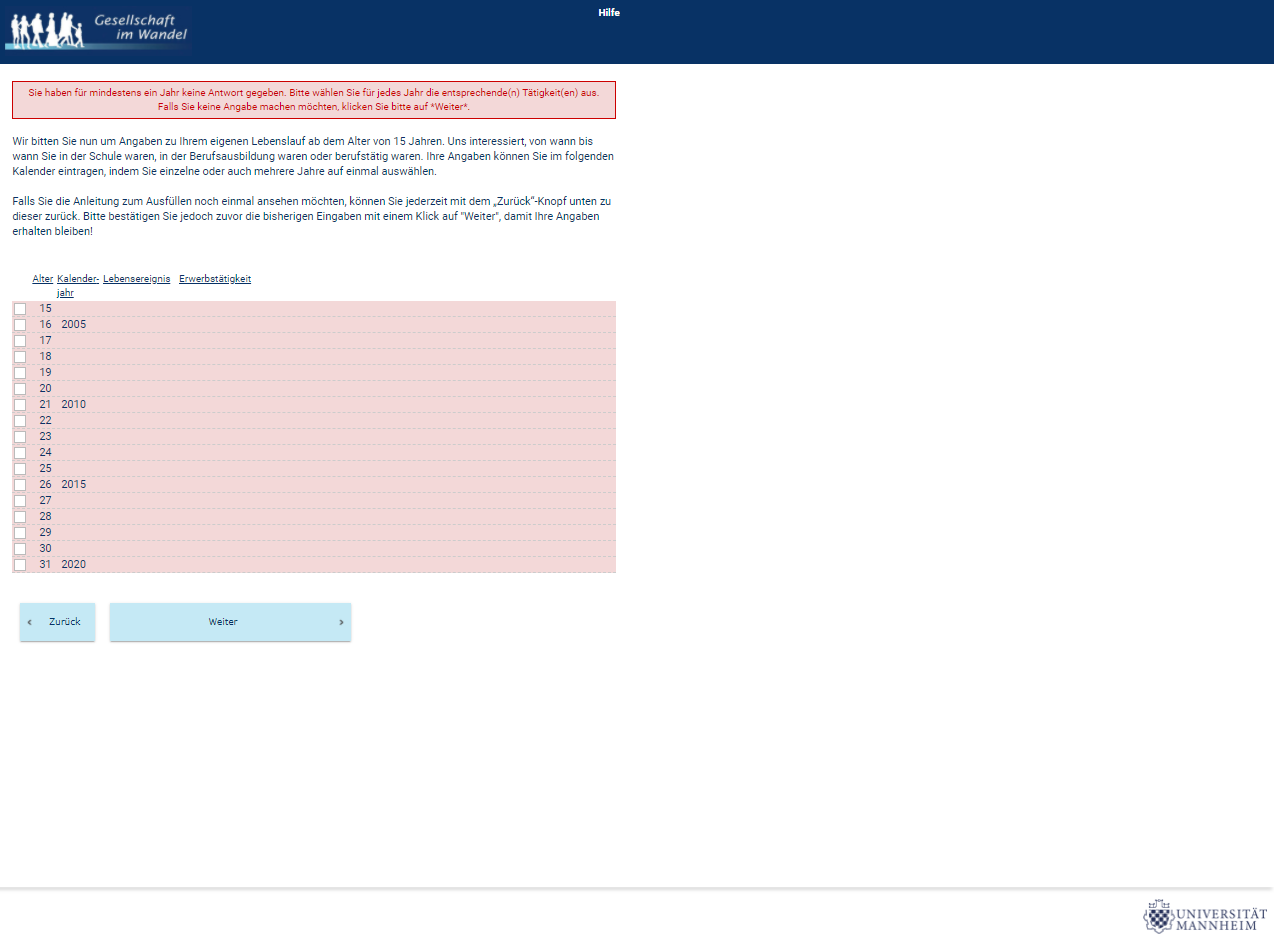 Gesellschaft
im Wandel
Hilfe
Sie haben für mindestens ein Jahr keine Antwort gegeben. Bitte wählen Sie für jedes Jahr die entsprechende(n) Tätigkeit(en) aus.
Falls Sie keine Angabe machen möchten, klicken Sie bitte auf *Weiter*.
Wir bitten Sie nun um Angaben zu Ihrem eigenen Lebenslauf ab dem Alter von 15 Jahren. Uns interessiert, von wann bis
wann Sie in der Schule waren, in der Berufsausbildung waren oder berufstätig waren. Ihre Angaben können Sie im folgenden
Kalender eintragen, indem Sie einzelne oder auch mehrere Jahre auf einmal auswählen.
Falls Sie die Anleitung zum Ausfüllen noch einmal ansehen möchten, können Sie jederzeit mit dem „Zurück“-Knopf unten zu
dieser zurück. Bitte bestätigen Sie jedoch zuvor die bisherigen Eingaben mit einem Klick auf "Weiter", damit Ihre Angaben
erhalten bleiben!
Alter Kalender- Lebensereignis Erwerbstätigkeit
jahr
15
16 2005
17
18
19
20
21 2010
22
23
24
25
26 2015
27
28
29
30
31 2020
‹ Zurück Weiter ›
UNIVERSITÄT
MANNHEIM